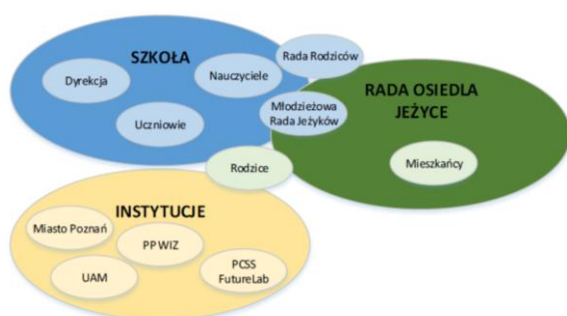 SZKOŁA
Dyrekcja
Nauczyciele
Uczniowie
Rada Rodziców
Młodzieżowa
Rada Jeżyków
RADA OSIEDLA
JEŻYCE
Mieszkańcy
Rodzice
INSTYTUCJE
Miasto Poznań
PP WIZ
UAM
PCSS
FutureLab